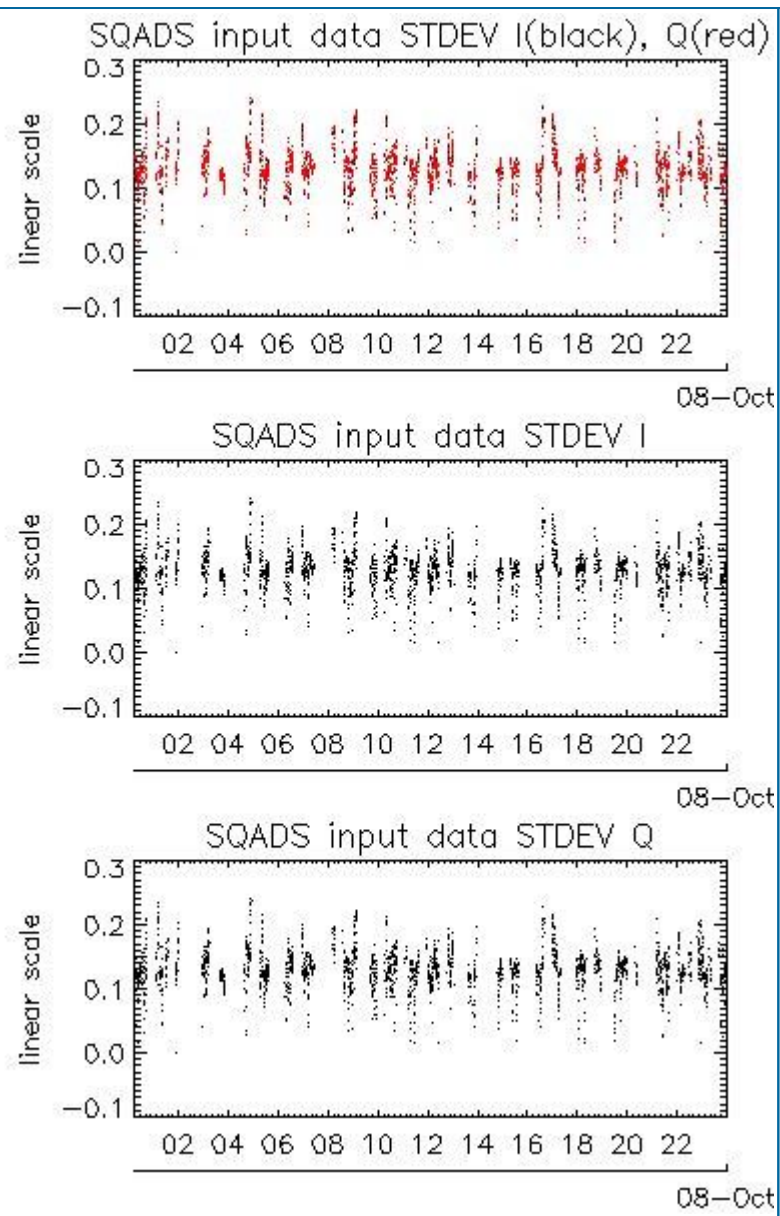 SQADS input data STDEV I(black), Q(red)
0.3
0.2
0.1
0.0
−0.1
linear scale
02 04 06 08 10 12 14 16 18 20 22
08−Oct
SQADS input data STDEV I
0.3
0.2
0.1
0.0
−0.1
linear scale
02 04 06 08 10 12 14 16 18 20 22
08−Oct
SQADS input data STDEV Q
0.3
0.2
0.1
0.0
−0.1
linear scale
02 04 06 08 10 12 14 16 18 20 22
08−Oct